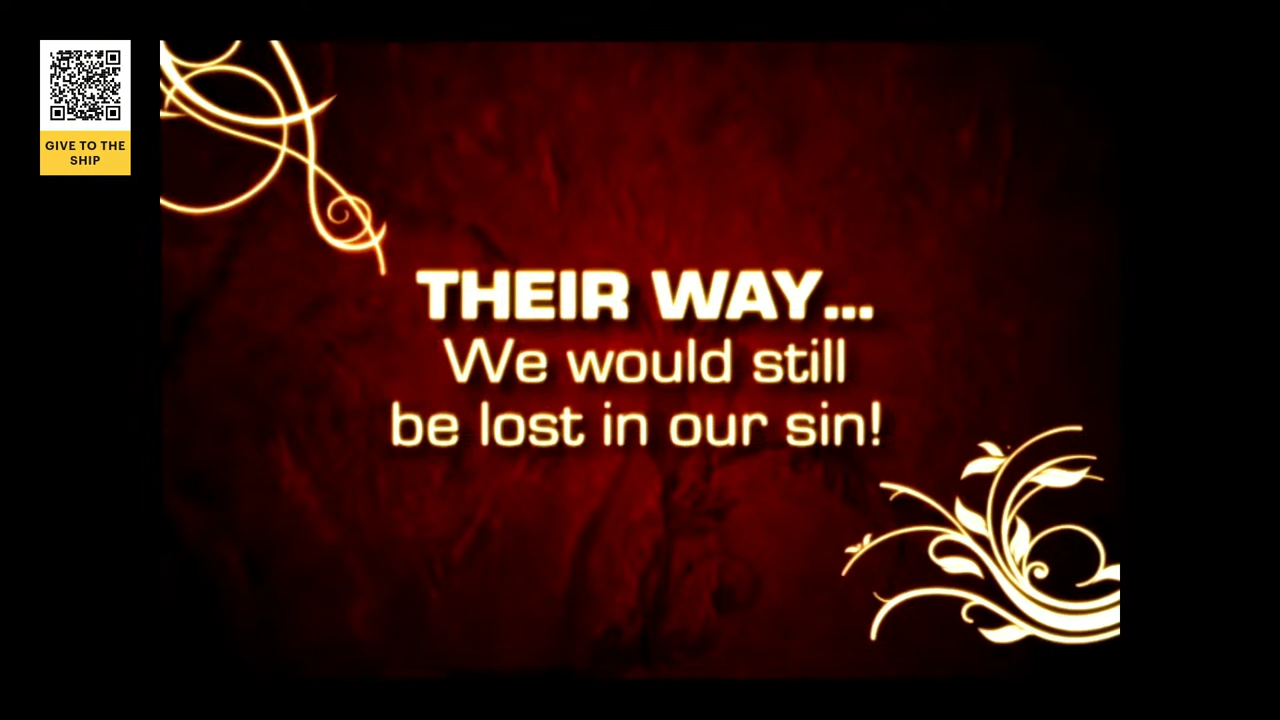 GIVE TO THE
SHIP
THEIR WAY...
We would still
be lost in our sin!